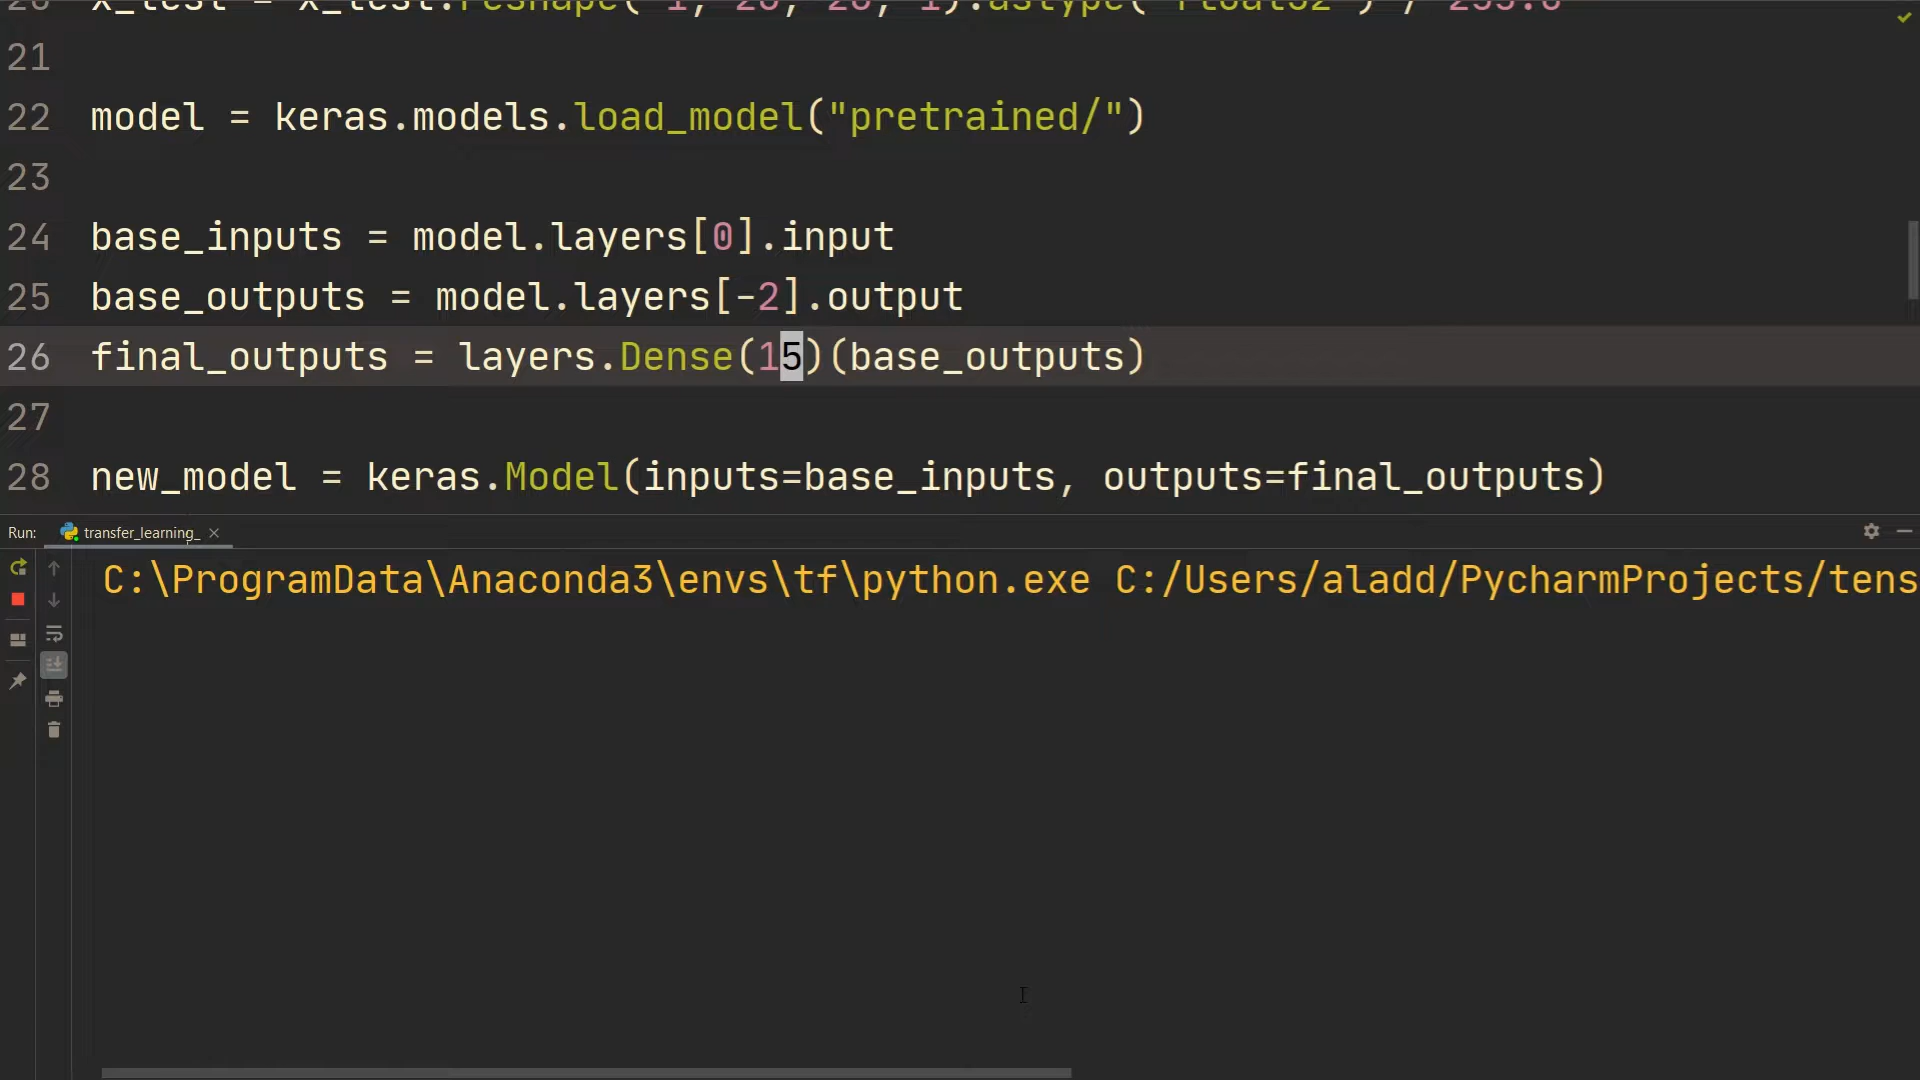 21
22 model = keras.models.load_model("pretrained/")
23
24 base_inputs = model.layers[0].input
25 base_outputs = model.layers[-2].output
26 final_outputs = layers.Dense(15)(base_outputs)
27
28 new_model = keras.Model(inputs=base_inputs, outputs=final_outputs)
Run: transfer_learning_
C:\ProgramData\Anaconda3\envs\tf\python.exe C:/Users/aladd/PycharmProjects/tens